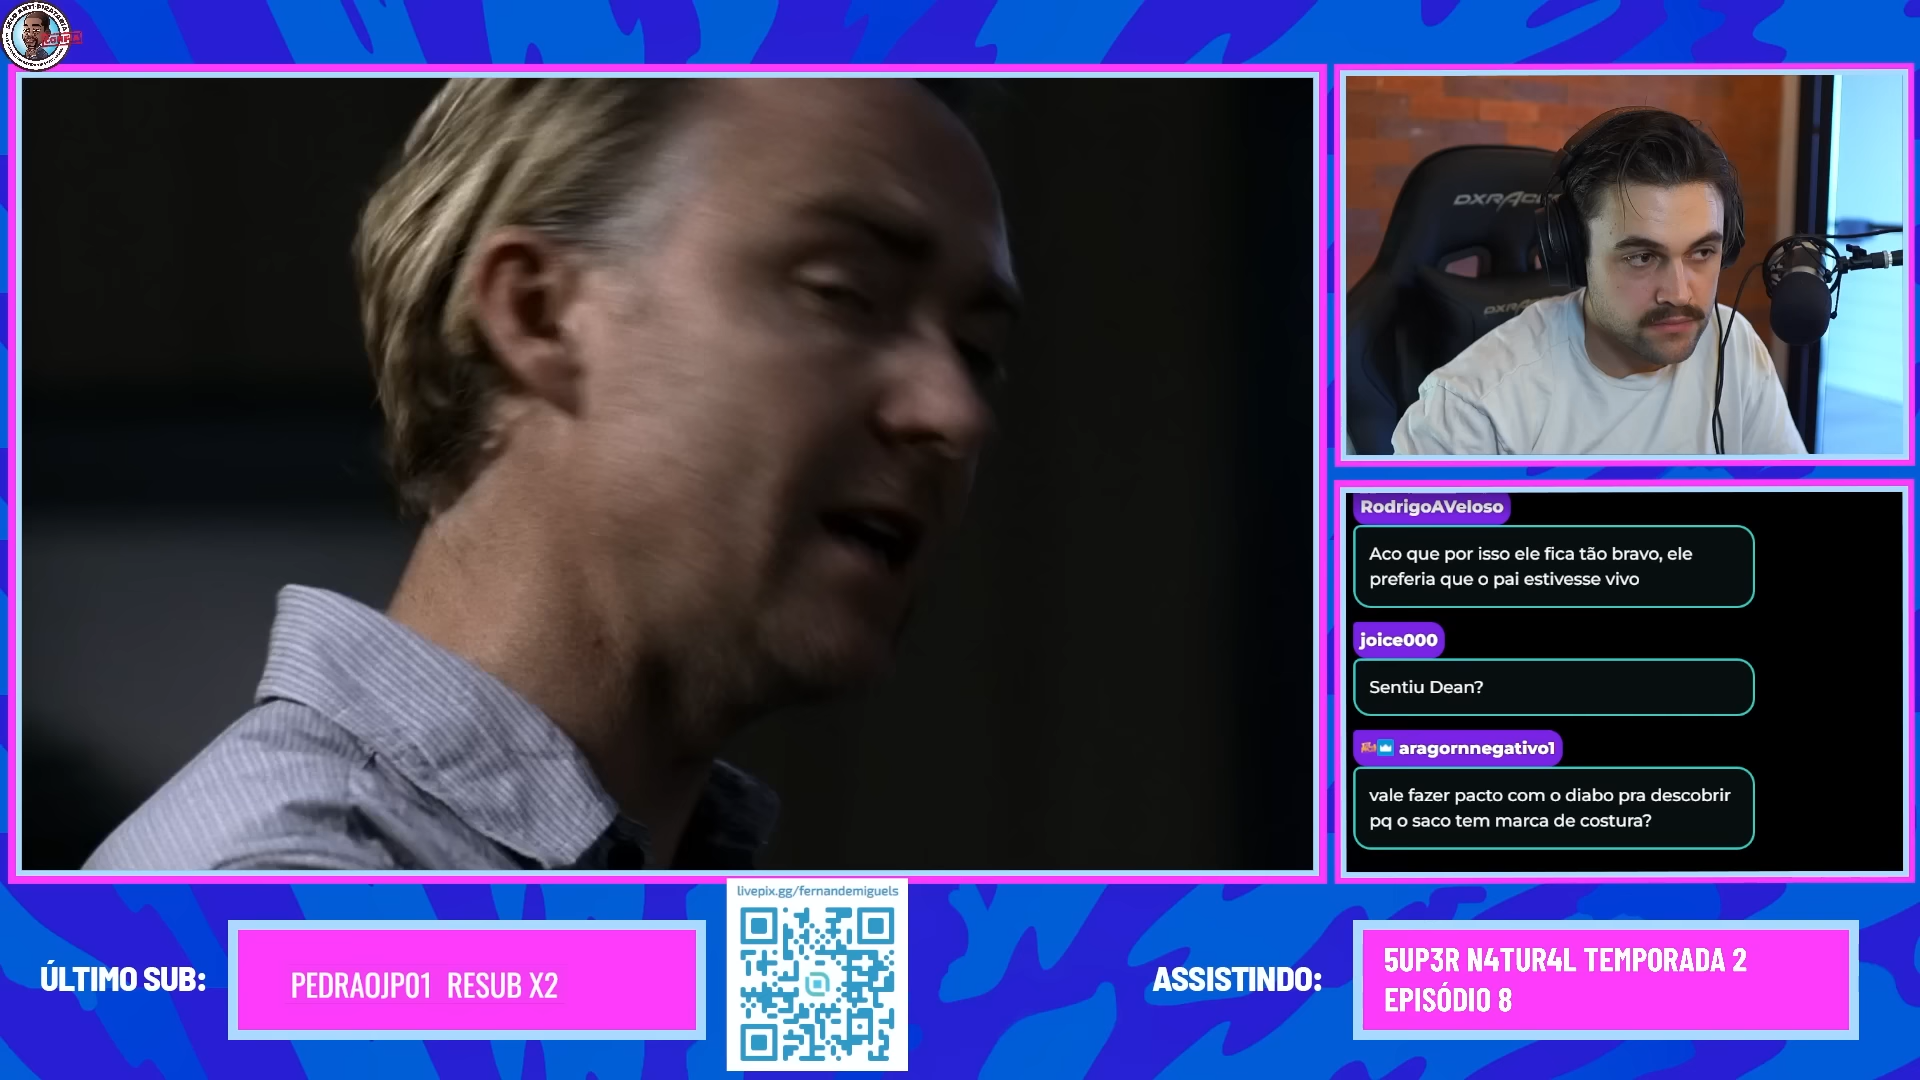 DXRACER
RodrigoAVeloso
Aco que por isso ele fica tão bravo, ele
preferia que o pai estivesse vivo
joice000
Sentiu Dean?
aragornnegativo1
vale fazer pacto com o diabo pra descobrir
pq o saco tem marca de costura?
livepix.gg/fernandemiguels
ÚLTIMO SUB:
PEDRAOJP01 RESUB X2
ASSISTINDO:
5UP3R N4TUR4L TEMPORADA 2
EPISÓDIO 8